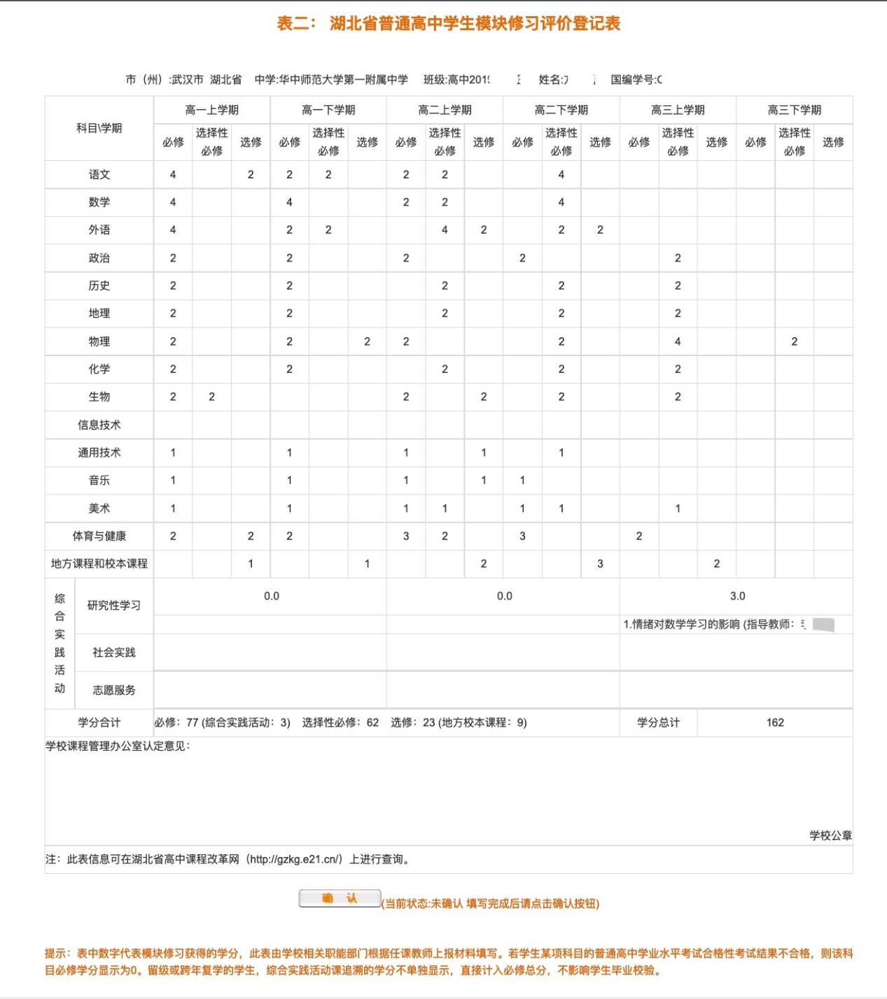 表二： 湖北省普通高中学生模块修习评价登记表
市（州）:武汉市 湖北省 中学:华中师范大学第一附属中学 班级:高中201 姓名: 国编学号:
科目\学期 高一上学期 高一下学期 高二上学期 高二下学期 高三上学期 高三下学期
必修 选择性必修 选修 必修 选择性必修 选修 必修 选择性必修 选修 必修 选择性必修 选修 必修 选择性必修 选修 必修 选择性必修 选修
语文 4 2 2 2 2 2 4
数学 4 4 2 2 4
外语 4 2 2 4 2 2 2
政治 2 2 2 2 2
历史 2 2 2 2 2
地理 2 2 2 2 2
物理 2 2 2 2 2 4 2
化学 2 2 2 2 2
生物 2 2 2 2 2 2
信息技术
通用技术 1 1 1 1 1
音乐 1 1 1 1 1
美术 1 1 1 1 1 1 1
体育与健康 2 2 2 3 2 3 2
地方课程和校本课程 1 1 2 3 2
综合实践活动
研究性学习 0.0 0.0 3.0
1.情绪对数学学习的影响 (指导教师：
社会实践
志愿服务
学分合计 必修：77 (综合实践活动：3) 选择性必修：62 选修：23 (地方校本课程：9) 学分总计 162
学校课程管理办公室认定意见：
学校公章
注：此表信息可在湖北省高中课程改革网（http://gzkg.e21.cn/）上进行查询。
确 认 (当前状态:未确认 填写完成后请点击确认按钮)
提示：表中数字代表模块修习获得的学分，此表由学校相关职能部门根据任课教师上报材料填写。若学生某项科目的普通高中学业水平考试合格性考试结果不合格，则该科
目必修学分显示为0。留级或跨年复学的学生，综合实践活动课追溯的学分不单独显示，直接计入必修总分，不影响学生毕业校验。